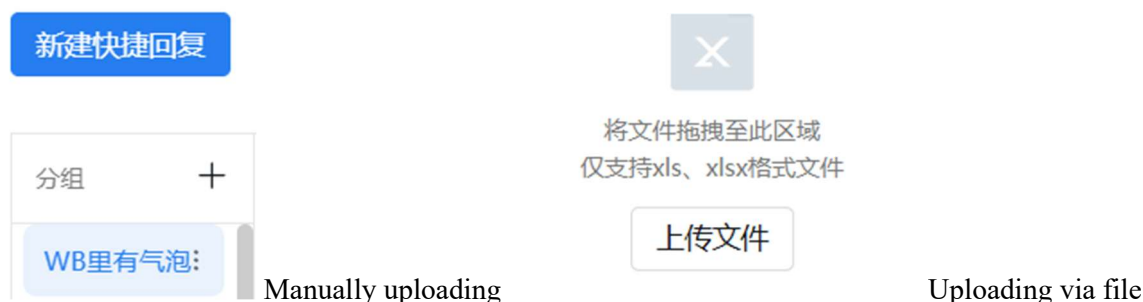 新建快捷回复
分组 +
WB里有气泡
Manually uploading
将文件拖拽至此区域
仅支持xls、xlsx格式文件
上传文件
Uploading via file